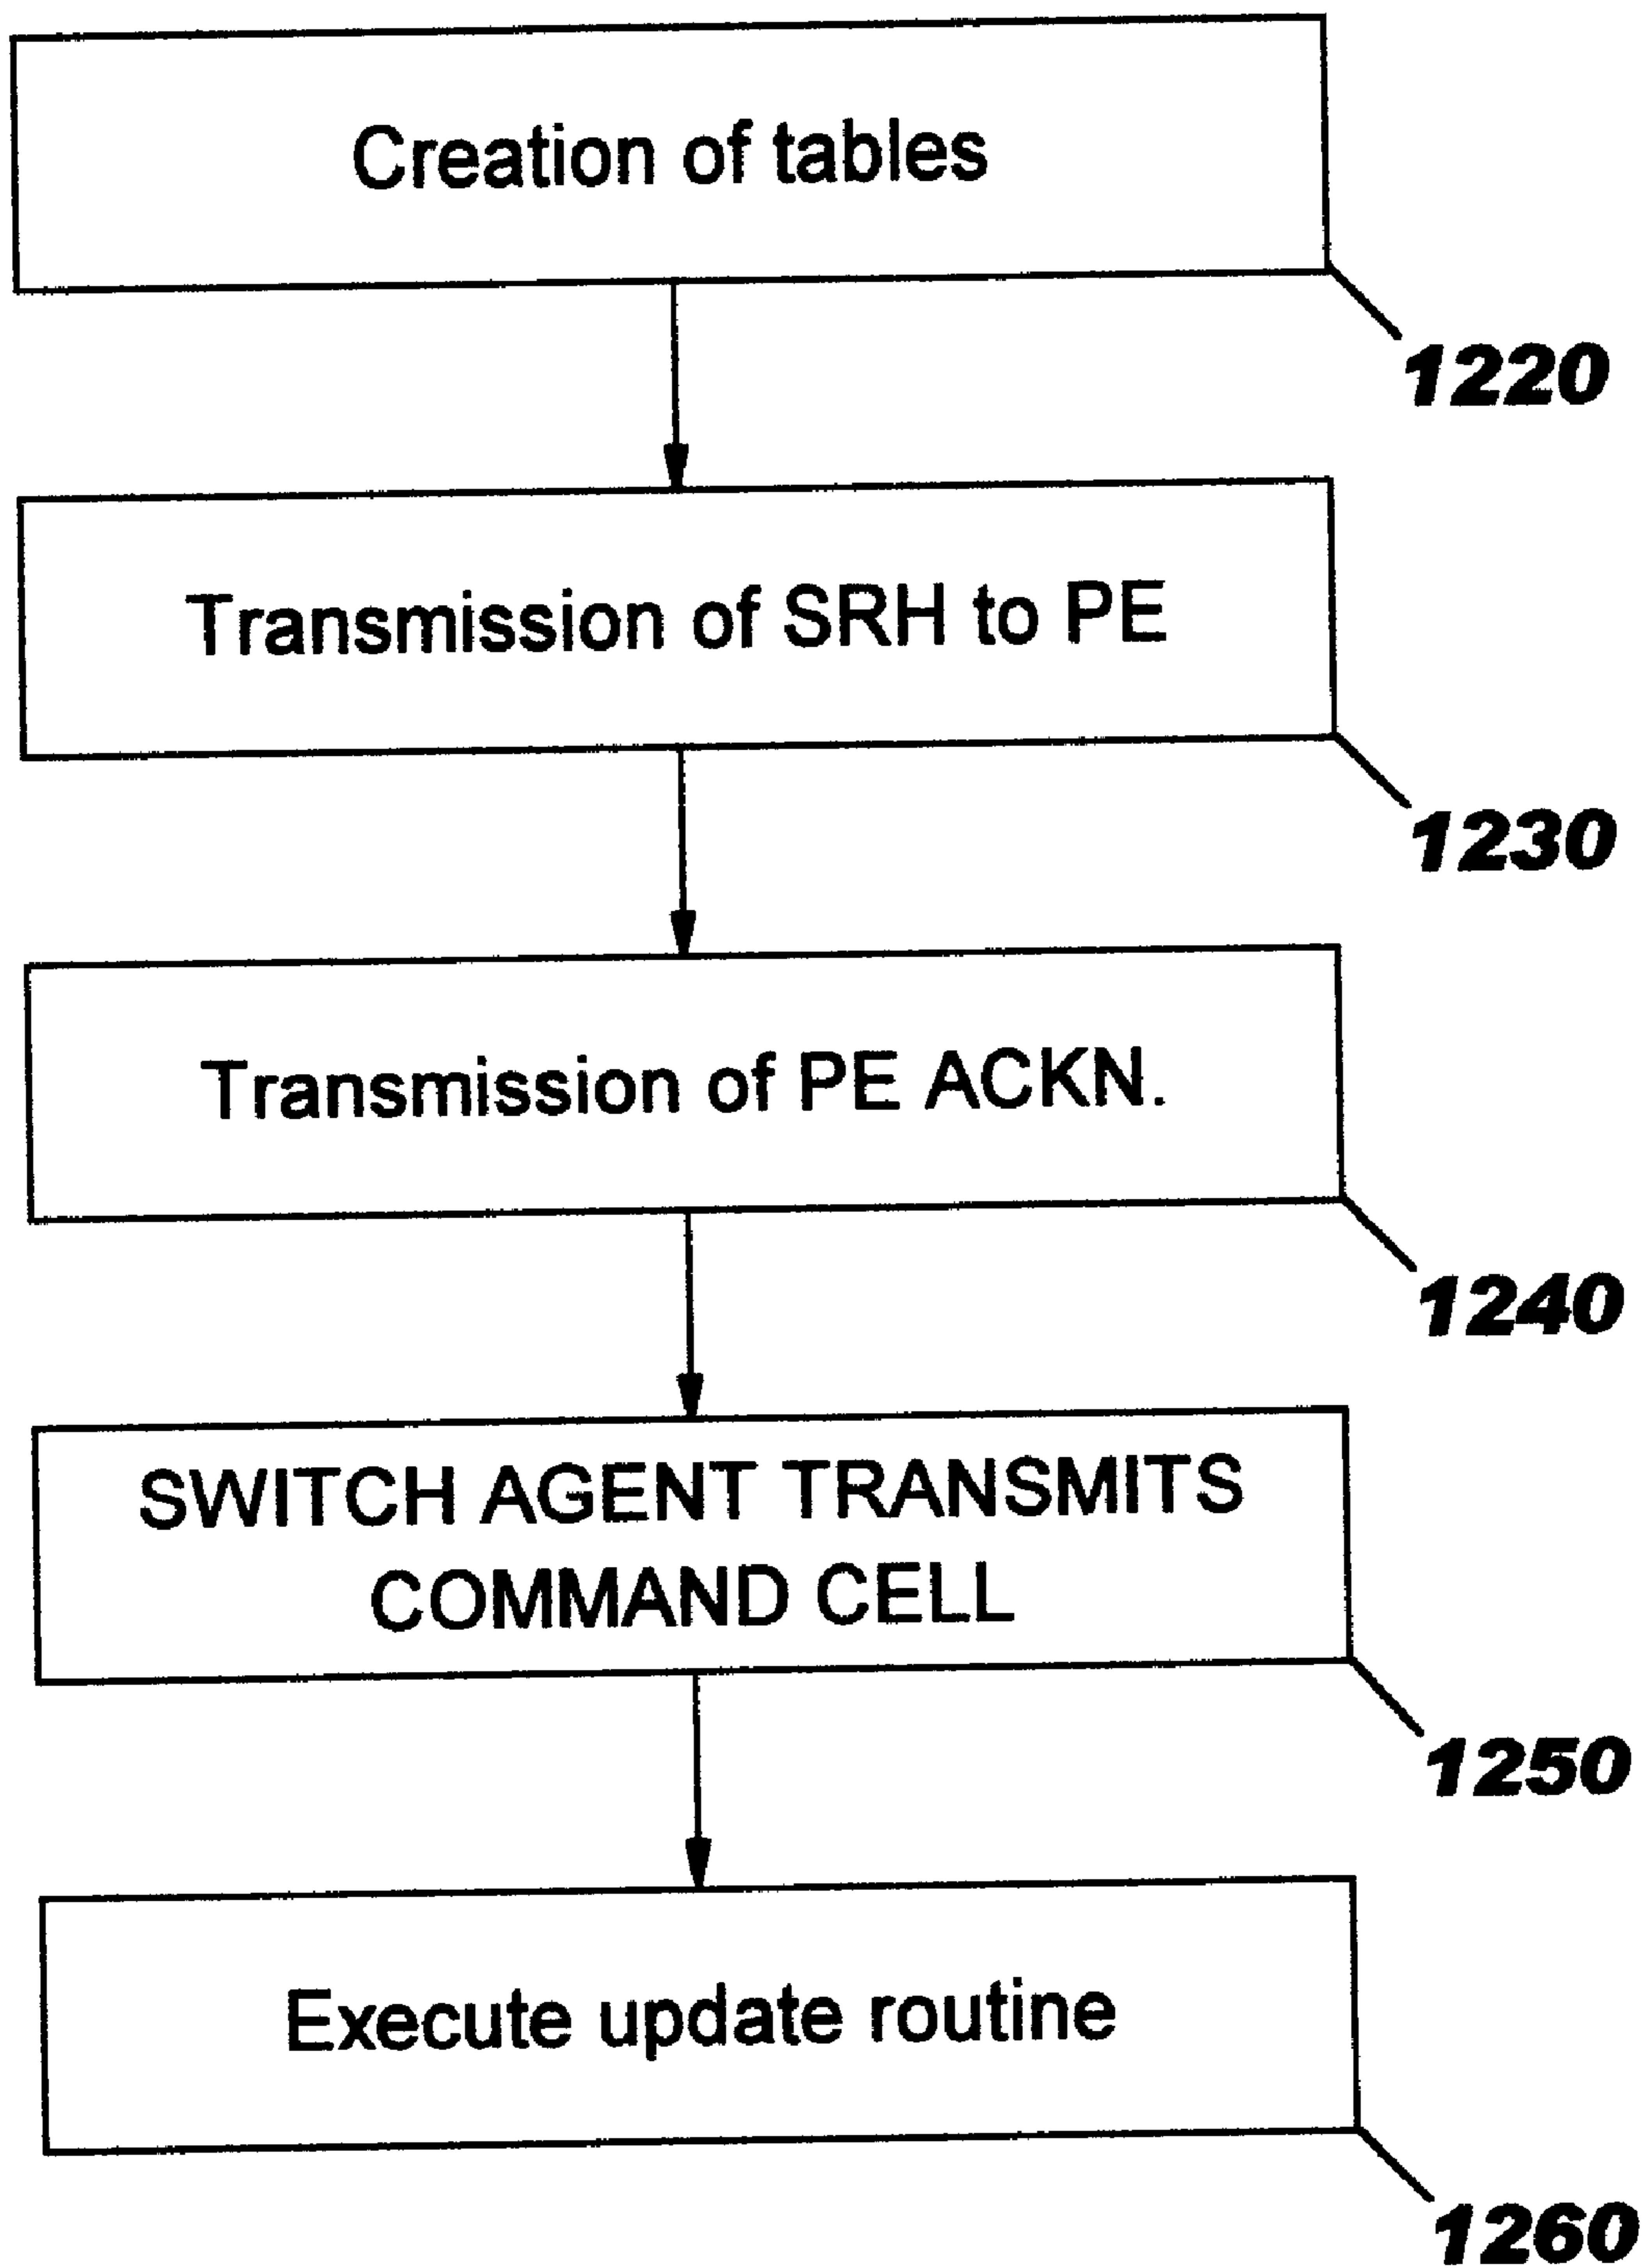 Creation of tables
1220
Transmission of SRH to PE
1230
Transmission of PE ACKN.
1240
SWITCH AGENT TRANSMITS
COMMAND CELL
1250
Execute update routine
1260